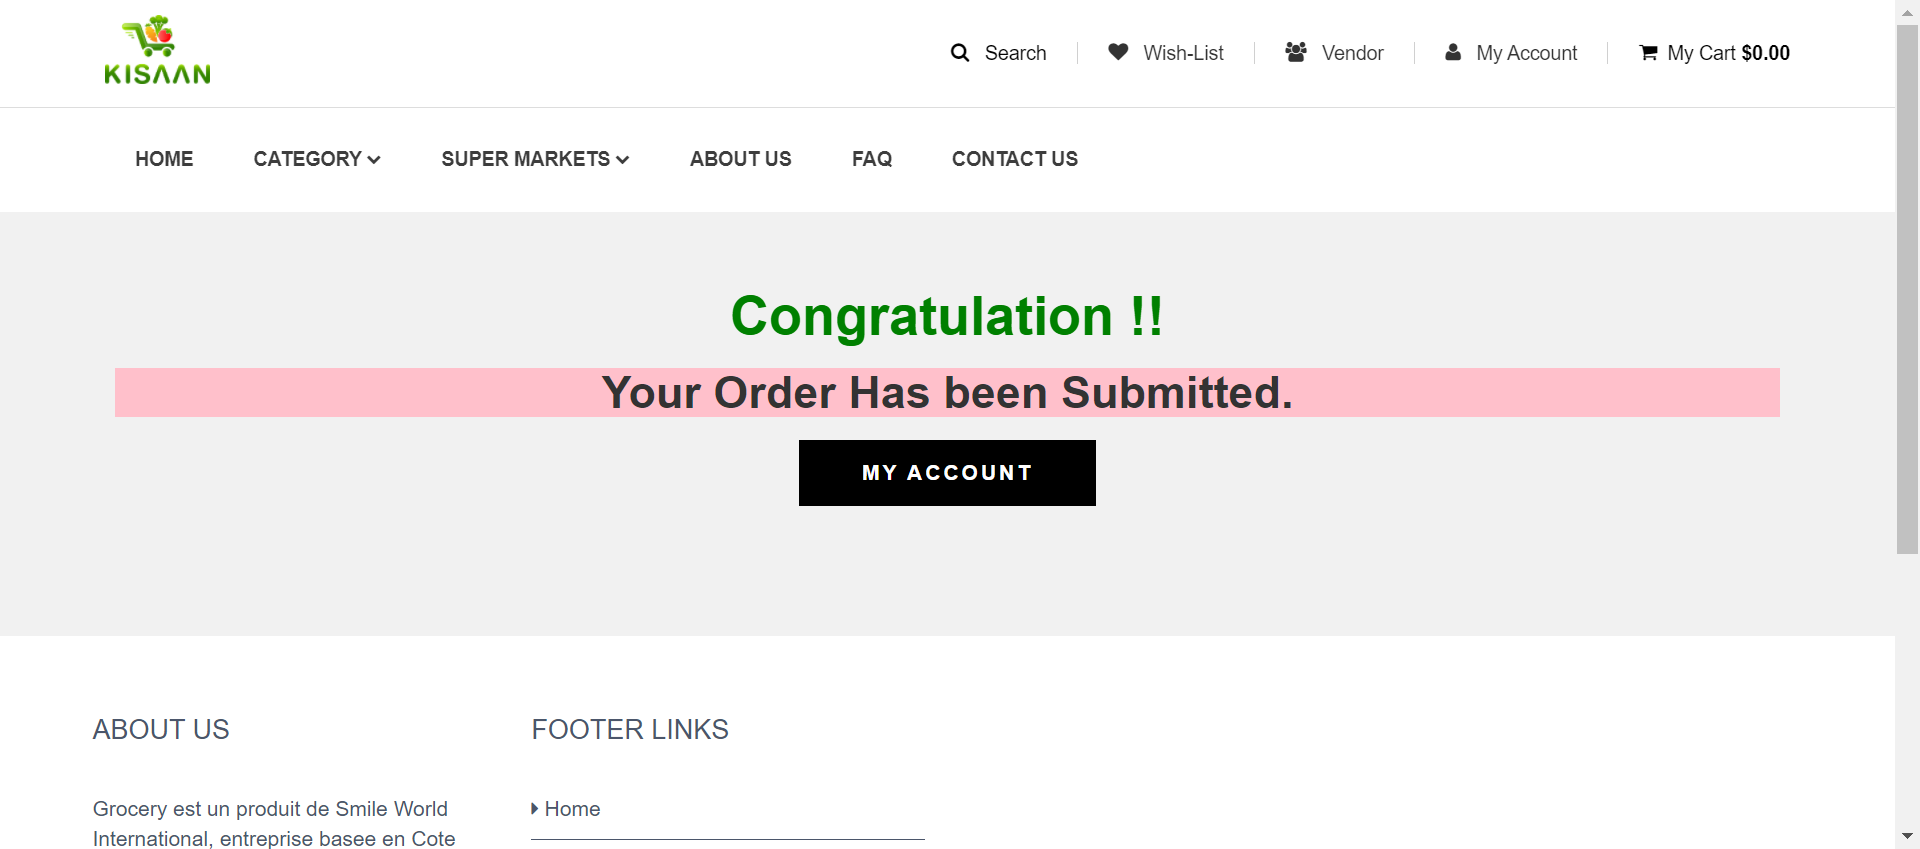 KISAAN
Search
Wish-List
Vendor
My Account
My Cart $0.00
HOME
CATEGORY
SUPER MARKETS
ABOUT US
FAQ
CONTACT US
Congratulation !!
Your Order Has been Submitted.
MY ACCOUNT
ABOUT US
Grocery est un produit de Smile World
International, entreprise basee en Cote
FOOTER LINKS
Home